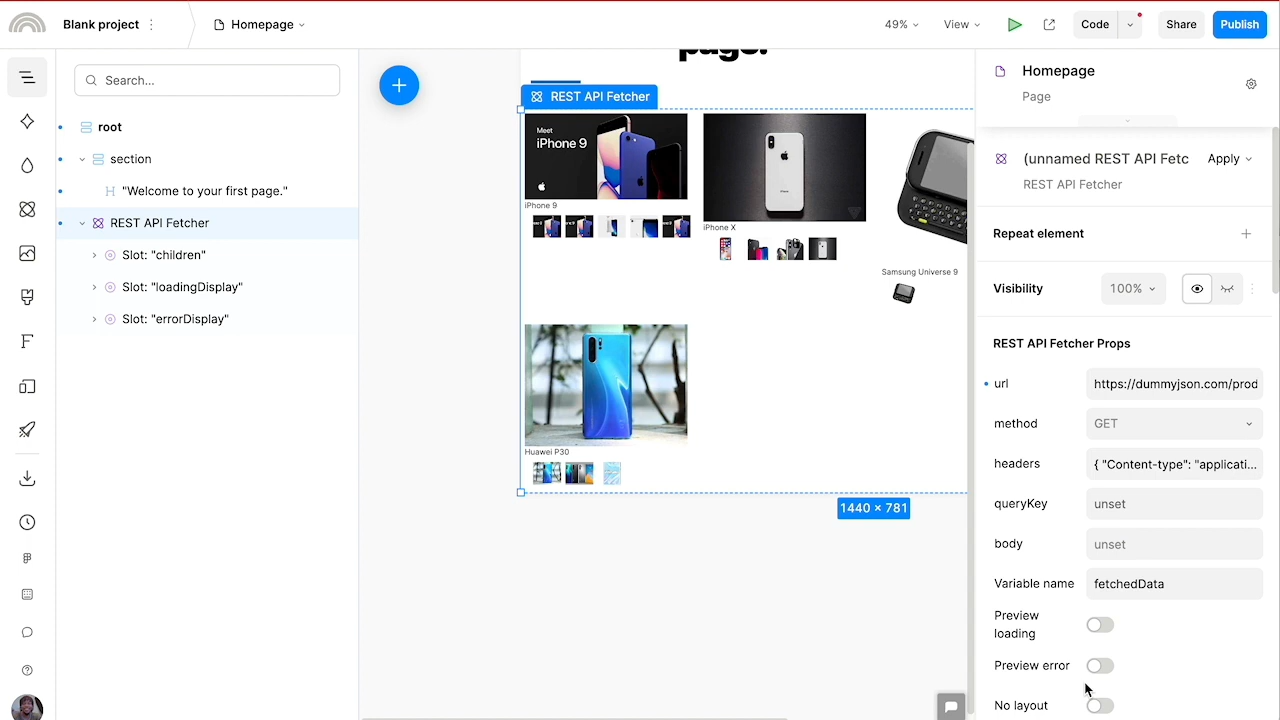 Blank project
Homepage
49%
View
Code
Share
Publish
Search...
root
section
"Welcome to your first page."
REST API Fetcher
Slot: "children"
Slot: "loadingDisplay"
Slot: "errorDisplay"
page.
REST API Fetcher
Meet
iPhone 9
iPhone 9
iPhone X
Samsung Universe 9
Huawei P30
1440 × 781
Homepage
Page
(unnamed REST API Fetc
Apply
REST API Fetcher
Repeat element
Visibility
100%
REST API Fetcher Props
url
https://dummyjson.com/prod
method
GET
headers
{ "Content-type": "applicati...
queryKey
unset
body
unset
Variable name
fetchedData
Preview
loading
Preview error
No layout